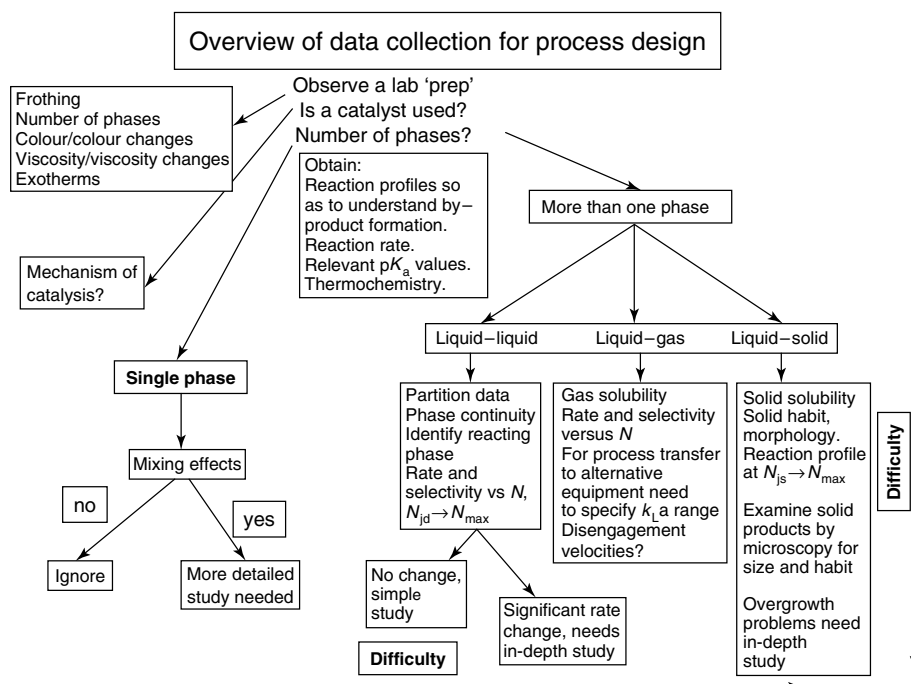 Overview of data collection for process design
Observe a lab ‘prep’
Is a catalyst used?
Number of phases?
Frothing
Number of phases
Colour/colour changes
Viscosity/viscosity changes
Exotherms
Obtain:
Reaction profiles so
as to understand by–
product formation.
Reaction rate.
Relevant pKa values.
Thermochemistry.
More than one phase
Mechanism of
catalysis?
Liquid–liquid
Liquid–gas
Liquid–solid
Single phase
Mixing effects
no
yes
Ignore
More detailed
study needed
Partition data
Phase continuity
Identify reacting
phase
Rate and
selectivity vs N,
Njd→Nmax
No change,
simple
study
Significant rate
change, needs
in-depth study
Difficulty
Gas solubility
Rate and selectivity
versus N
For process transfer
to alternative
equipment need
to specify kLa range
Disengagement
velocities?
Solid solubility
Solid habit,
morphology.
Reaction profile
at Njs→Nmax
Examine solid
products by
microscopy for
size and habit
Overgrowth
problems need
in-depth
study
Difficulty